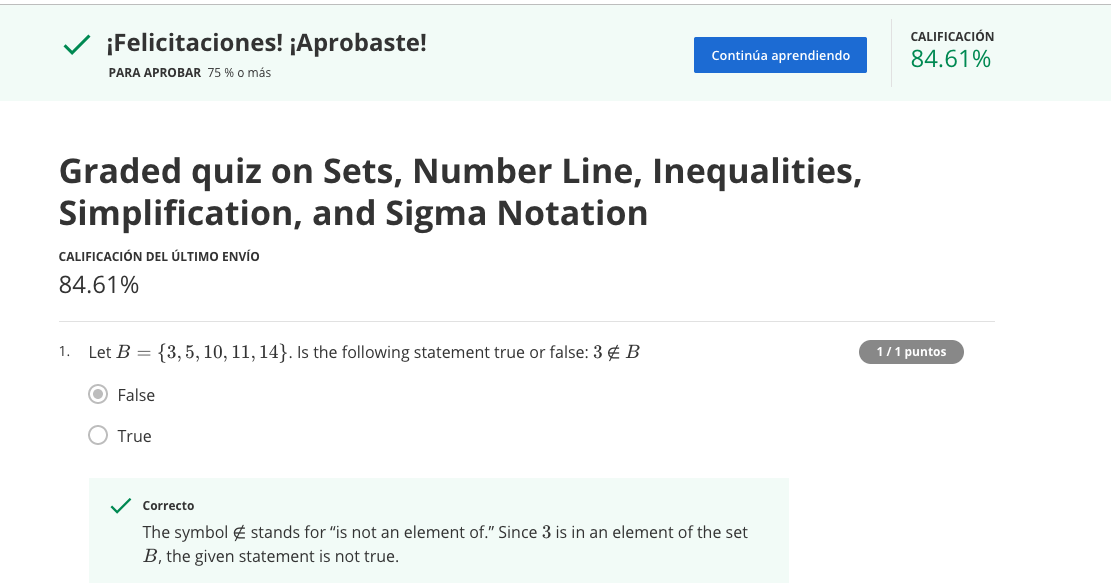 ¡Felicitaciones! ¡Aprobaste!
PARA APROBAR 75 % o más
Continúa aprendiendo
CALIFICACIÓN
84.61%
Graded quiz on Sets, Number Line, Inequalities,
Simplification, and Sigma Notation
CALIFICACIÓN DEL ÚLTIMO ENVÍO
84.61%
1. Let B = {3, 5, 10, 11, 14}. Is the following statement true or false: 3 ∉ B
1 / 1 puntos
False
True
Correcto
The symbol ∉ stands for “is not an element of.” Since 3 is in an element of the set
B, the given statement is not true.